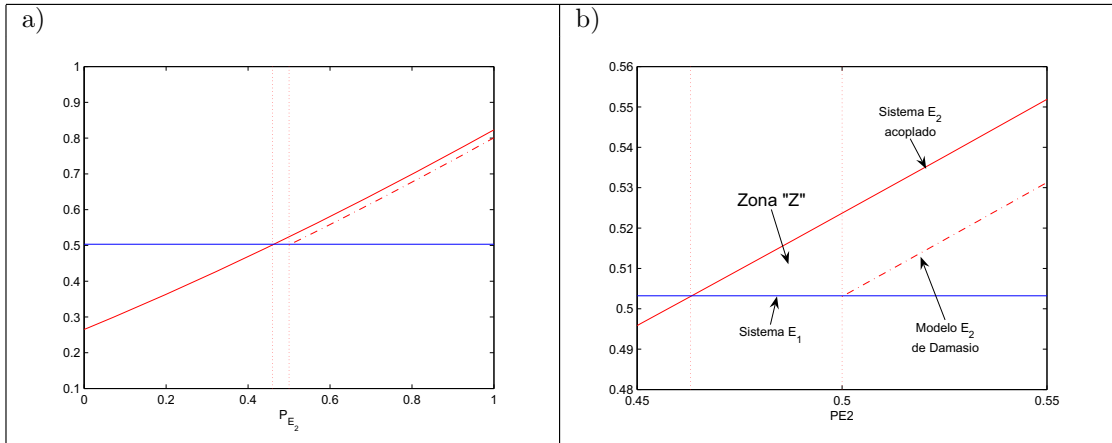 a)
1
0.9
0.8
0.7
0.6
0.5
0.4
0.3
0.2
0.1
0
0.2
0.4
0.6
0.8
1
P_E_2
b)
0.56
0.55
0.54
0.53
0.52
0.51
0.5
0.49
0.48
0.45
0.5
0.55
PE2
Sistema E_2
acoplado
Zona "Z"
Sistema E_1
Modelo E_2
de Damasio